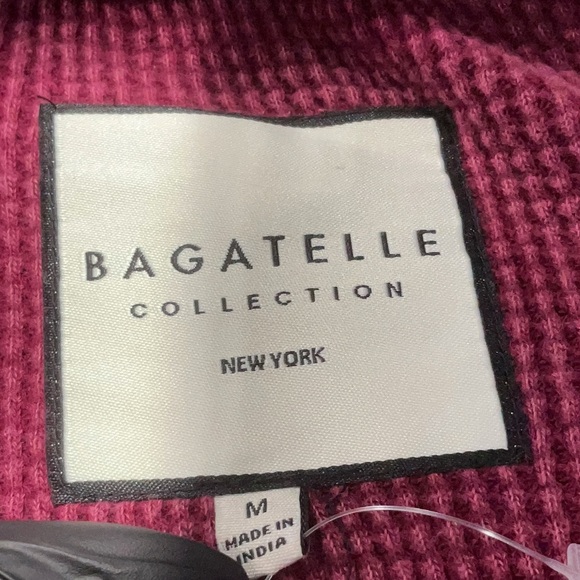 BAGATELLE
COLLECTION
NEW YORK
M
MADE IN
INDIA